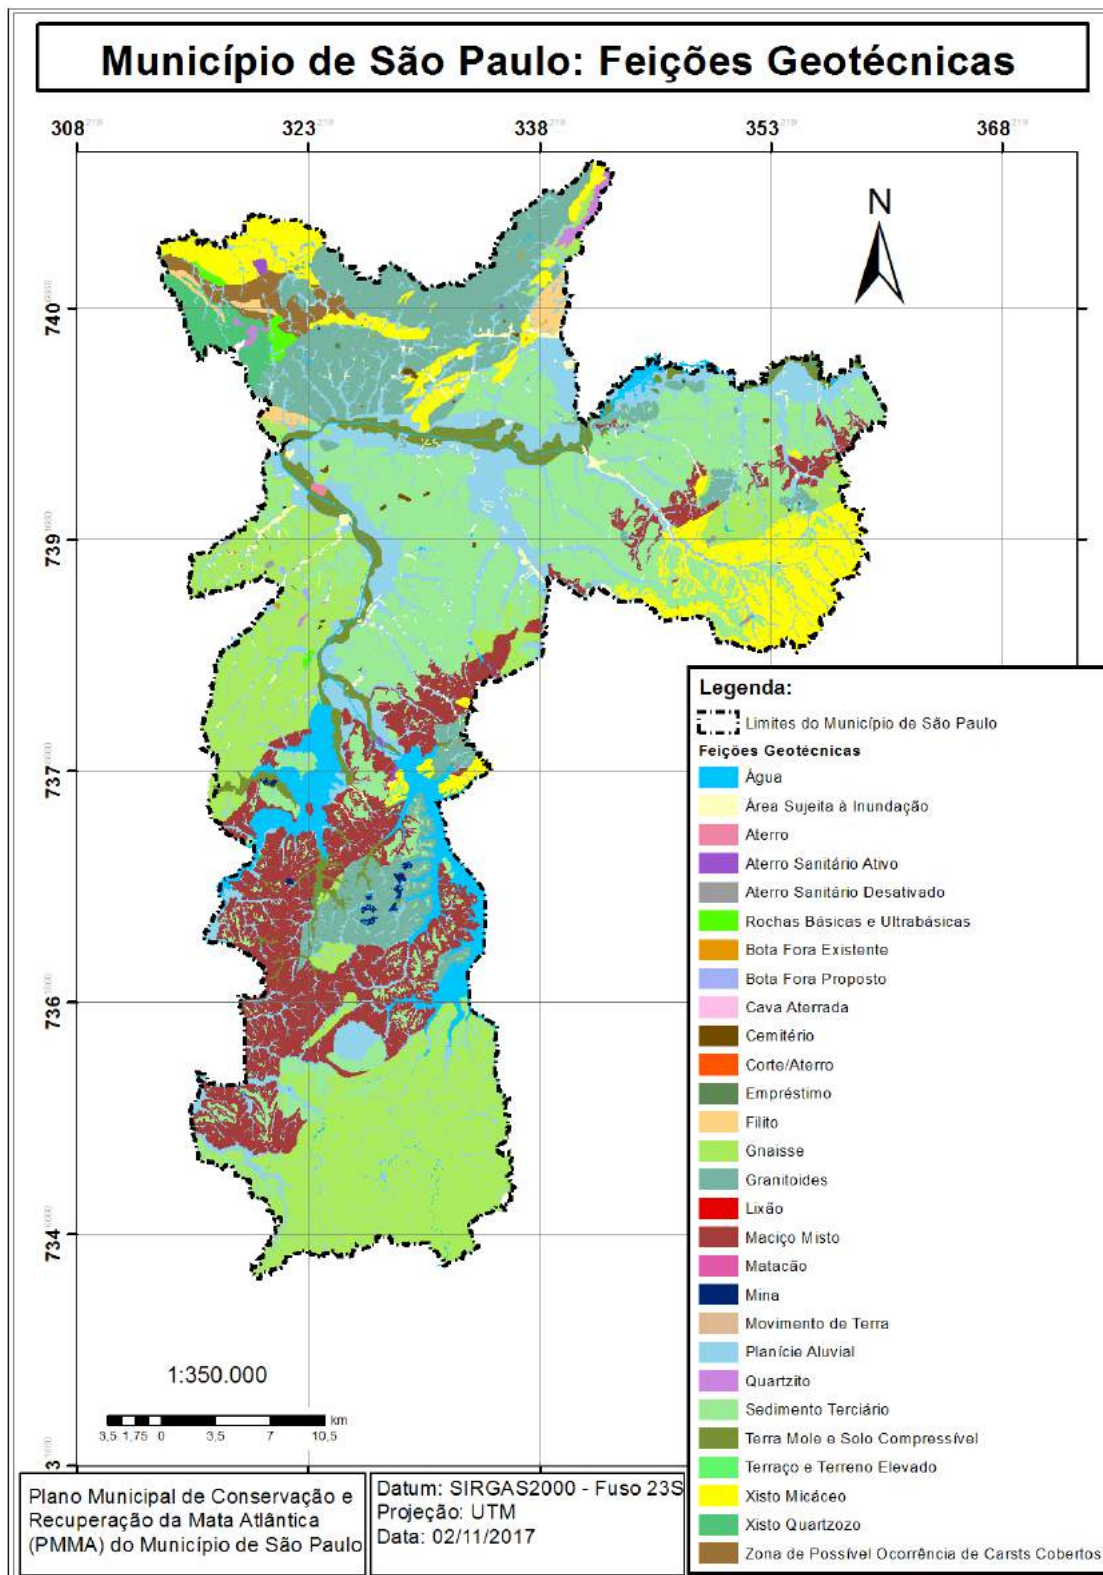 Município de São Paulo: Feições Geotécnicas
308 323 338 353 368
740
739
737
736
734
3
N
1:350.000
km
3,5 1,75 0 3,5 7 10,5
Legenda:
Limites do Município de São Paulo
Feições Geotécnicas
Água
Área Sujeita à Inundação
Aterro
Aterro Sanitário Ativo
Aterro Sanitário Desativado
Rochas Básicas e Ultrabásicas
Bota Fora Existente
Bota Fora Proposto
Cava Aterrada
Cemitério
Corte/Aterro
Empréstimo
Filito
Gnaisse
Granitoides
Lixão
Maciço Misto
Matacão
Mina
Movimento de Terra
Planície Aluvial
Quartzito
Sedimento Terciário
Terra Mole e Solo Compressível
Terraço e Terreno Elevado
Xisto Micáceo
Xisto Quartzozo
Zona de Possível Ocorrência de Carsts Cobertos
Plano Municipal de Conservação e
Recuperação da Mata Atlântica
(PMMA) do Município de São Paulo
Datum: SIRGAS2000 - Fuso 23S
Projeção: UTM
Data: 02/11/2017